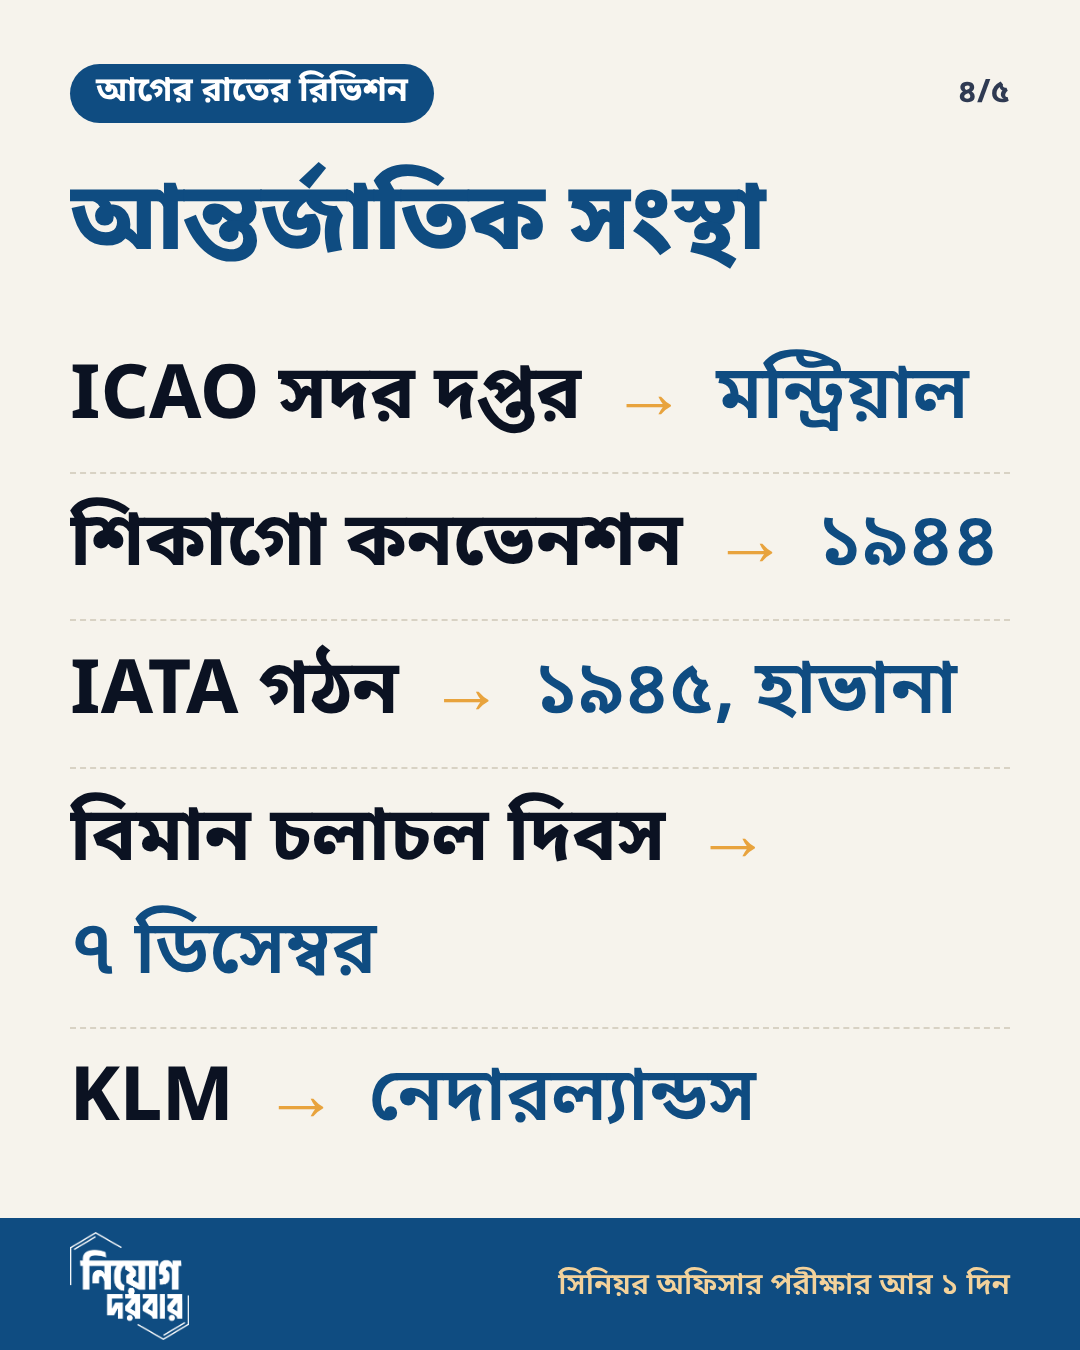 আগের রাতের রিভিশন
৪/৫
আন্তর্জাতিক সংস্থা
ICAO সদর দপ্তর → মন্ট্রিয়াল
শিকাগো কনভেনশন → ১৯৪৪
IATA গঠন → ১৯৪৫, হাভানা
বিমান চলাচল দিবস →
৭ ডিসেম্বর
KLM → নেদারল্যান্ডস
নিয়োগ
দরবার
সিনিয়র অফিসার পরীক্ষার আর ১ দিন